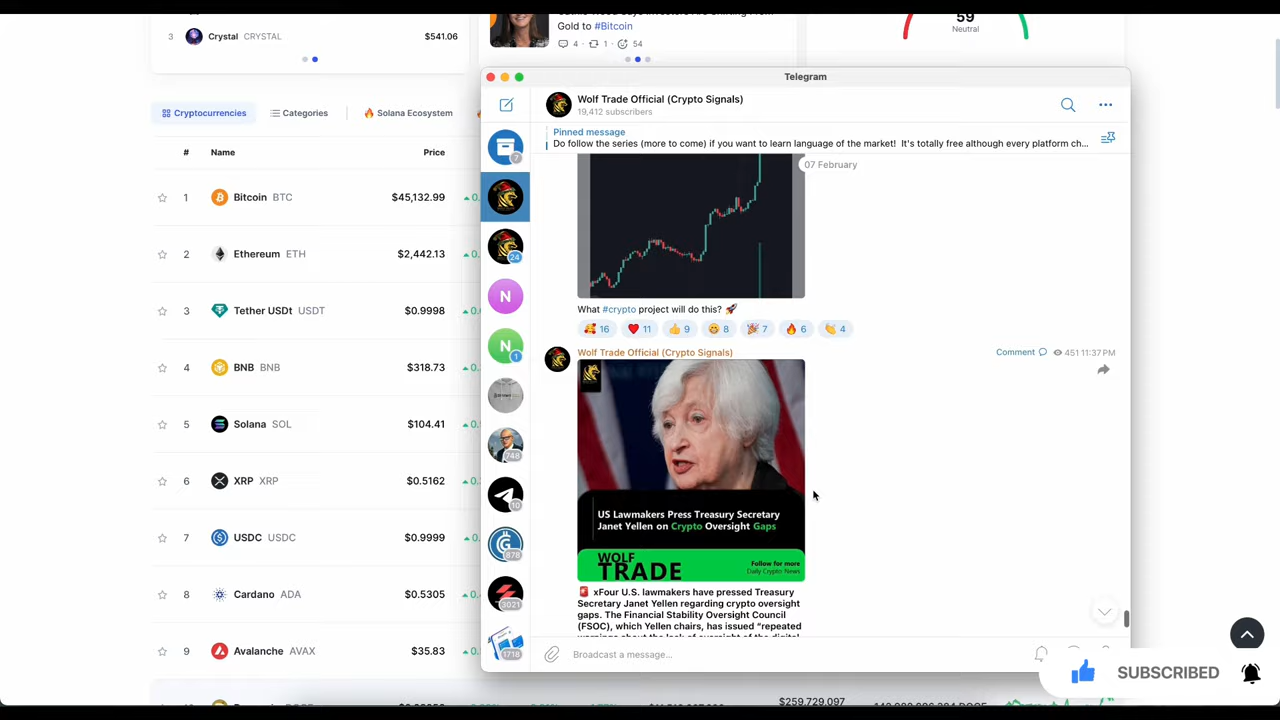 3 Crystal CRYSTAL $541.06
Gold to #Bitcoin
4 1 54
59
Neutral
Cryptocurrencies
Categories
Solana Ecosystem
# Name Price
1 Bitcoin BTC $45,132.99
2 Ethereum ETH $2,442.13
3 Tether USDt USDT $0.9998
4 BNB BNB $318.73
5 Solana SOL $104.41
6 XRP XRP $0.5162
7 USDC USDC $0.9999
8 Cardano ADA $0.5305
9 Avalanche AVAX $35.83
Telegram
Wolf Trade Official (Crypto Signals)
19,412 subscribers
Pinned message
Do follow the series (more to come) if you want to learn language of the market! It's totally free although every platform ch...
07 February
What #crypto project will do this? 🚀
16 11 9 8 7 6 4
Wolf Trade Official (Crypto Signals)
Comment 451 11:37PM
US Lawmakers Press Treasury Secretary
Janet Yellen on Crypto Oversight Gaps
WOLF
TRADE
Follow for more
Daily Crypto News
🚨 xFour U.S. lawmakers have pressed Treasury
Secretary Janet Yellen regarding crypto oversight
gaps. The Financial Stability Oversight Council
(FSOC), which Yellen chairs, has issued "repeated
Broadcast a message...
7
24
N
N
1
748
10
878
8021
1718
SUBSCRIBED
$259,729,097